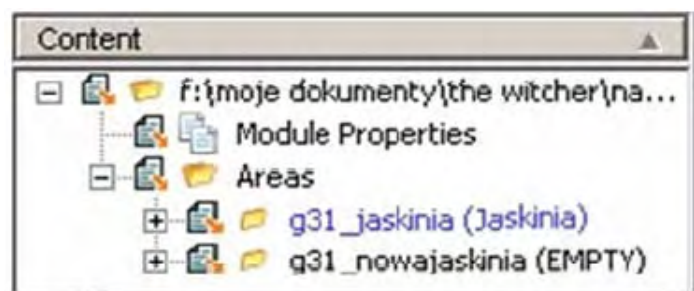 Content
f:\moje dokumenty\the witcher\na...
Module Properties
Areas
g31_jaskinia (Jaskinia)
g31_nowajaskinia (EMPTY)